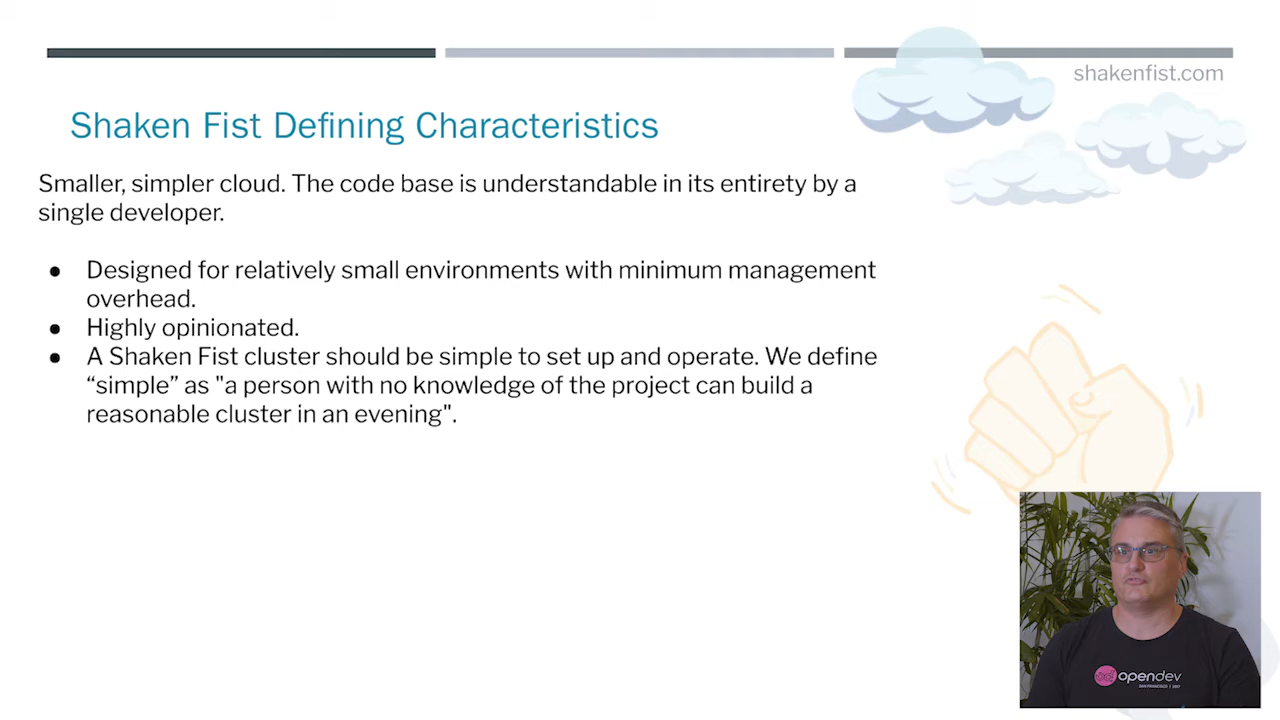 shakenfist.com
Shaken Fist Defining Characteristics
Smaller, simpler cloud. The code base is understandable in its entirety by a
single developer.
● Designed for relatively small environments with minimum management
overhead.
● Highly opinionated.
● A Shaken Fist cluster should be simple to set up and operate. We define
“simple” as "a person with no knowledge of the project can build a
reasonable cluster in an evening".
opendev
SAN FRANCISCO | 2017